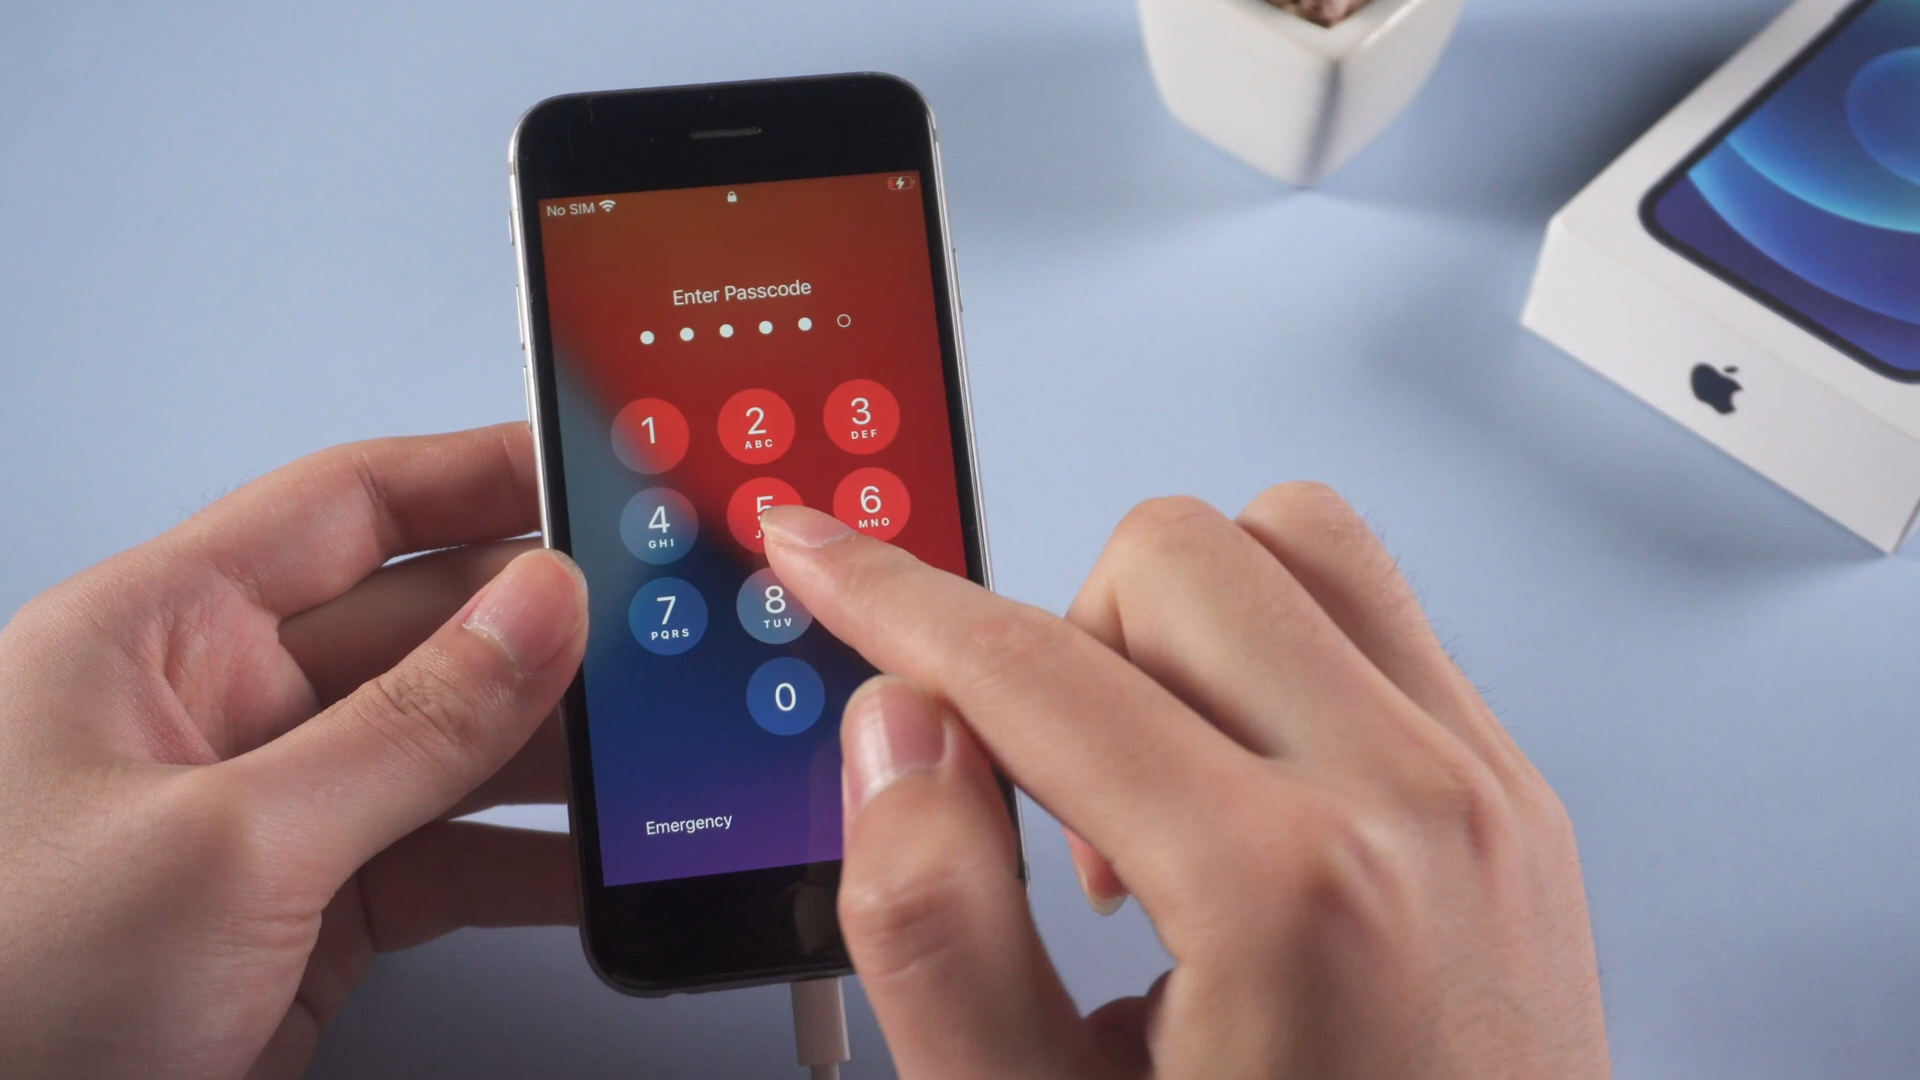 No SIM
Enter Passcode
1
2
ABC
3
DEF
4
GHI
5
J
6
MNO
7
PQRS
8
TUV
0
Emergency